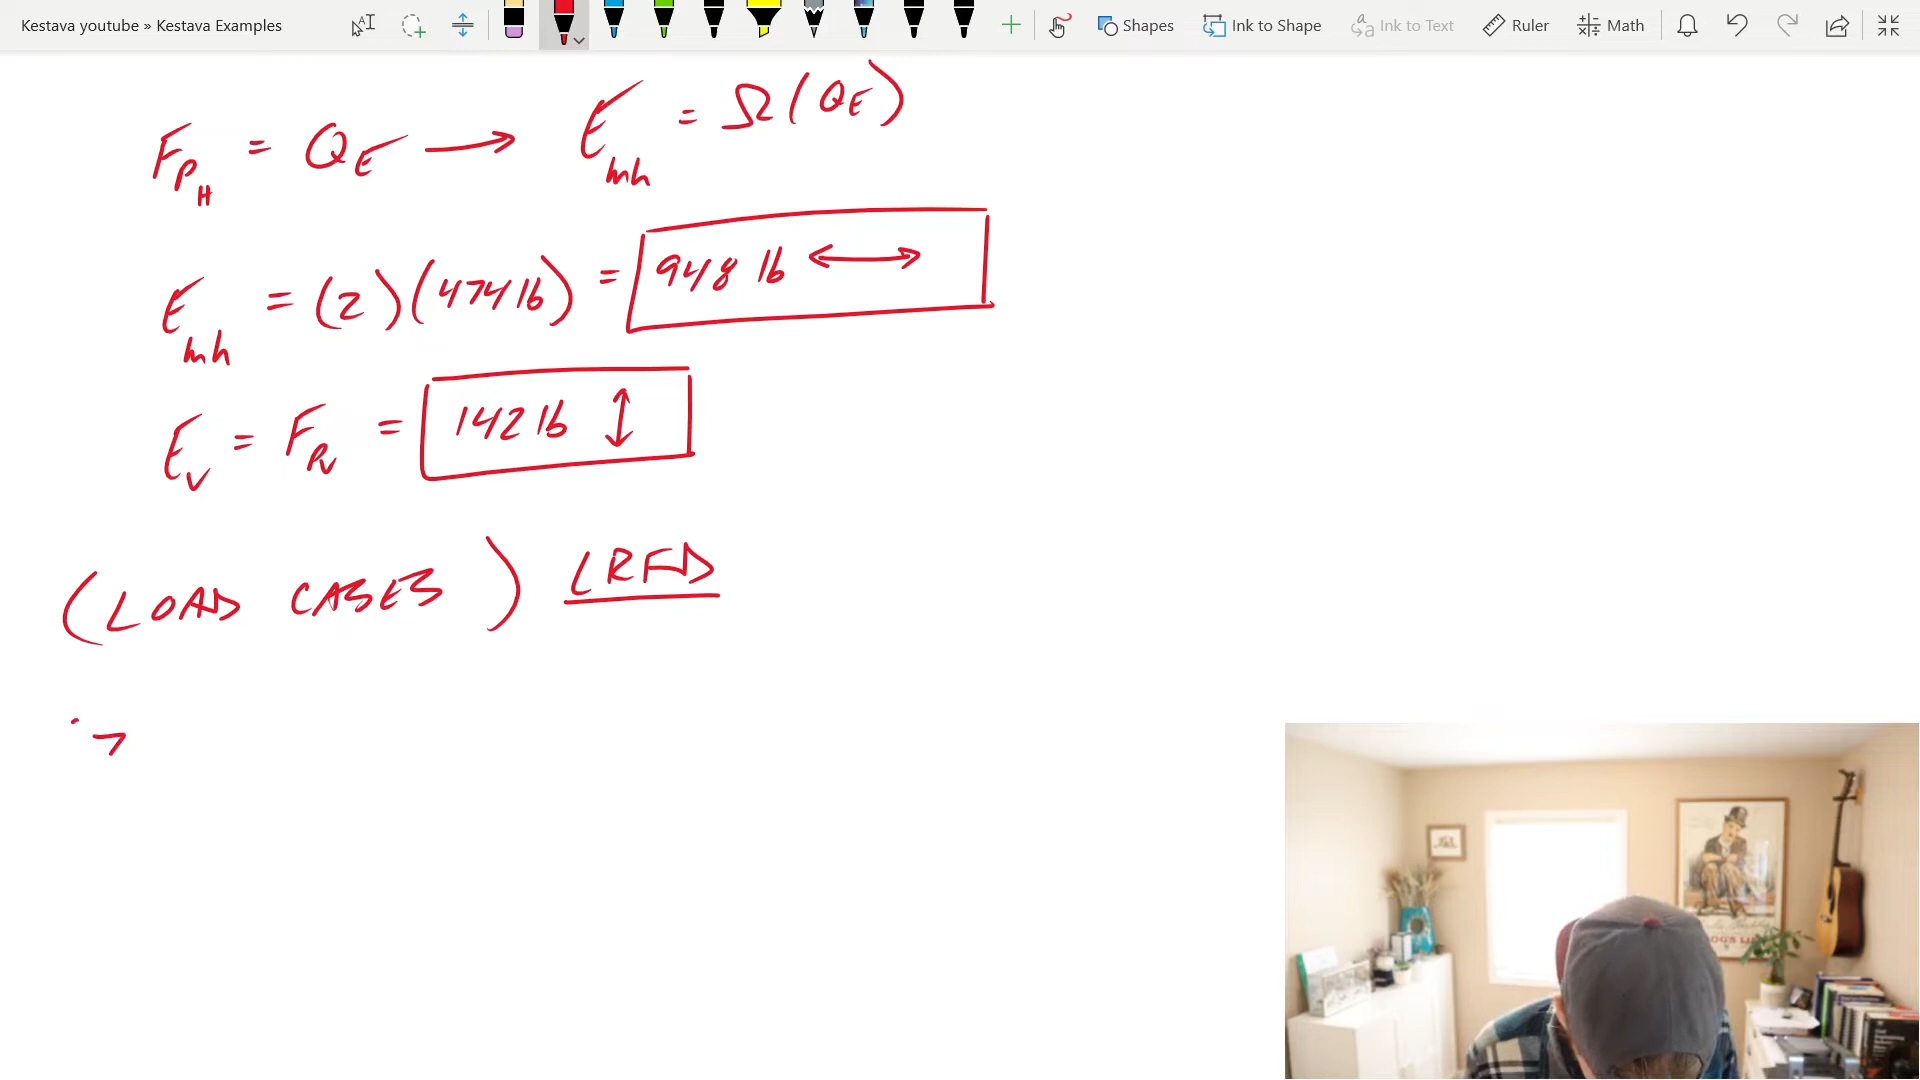 Kestava youtube » Kestava Examples
Shapes
Ink to Shape
Ink to Text
Ruler
Math
F_PH = Q_E → E_mh = Ω(Q_E)
E_mh = (2)(474 lb) = 948 lb ↔
E_v = F_Pv = 142 lb ↕
(LOAD CASES) LRFD